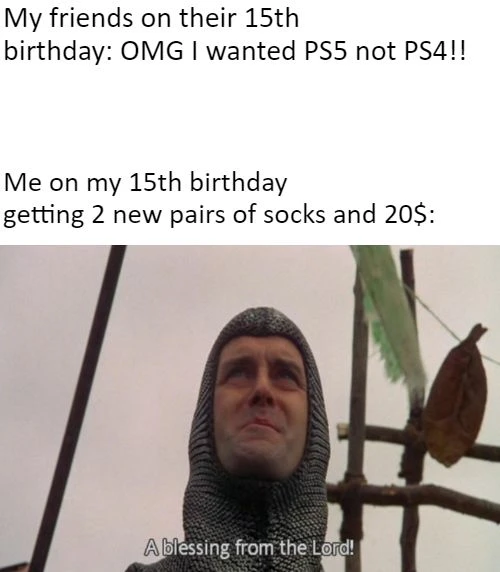 My friends on their 15th
birthday: OMG I wanted PS5 not PS4!!
Me on my 15th birthday
getting 2 new pairs of socks and 20$:
A blessing from the Lord!